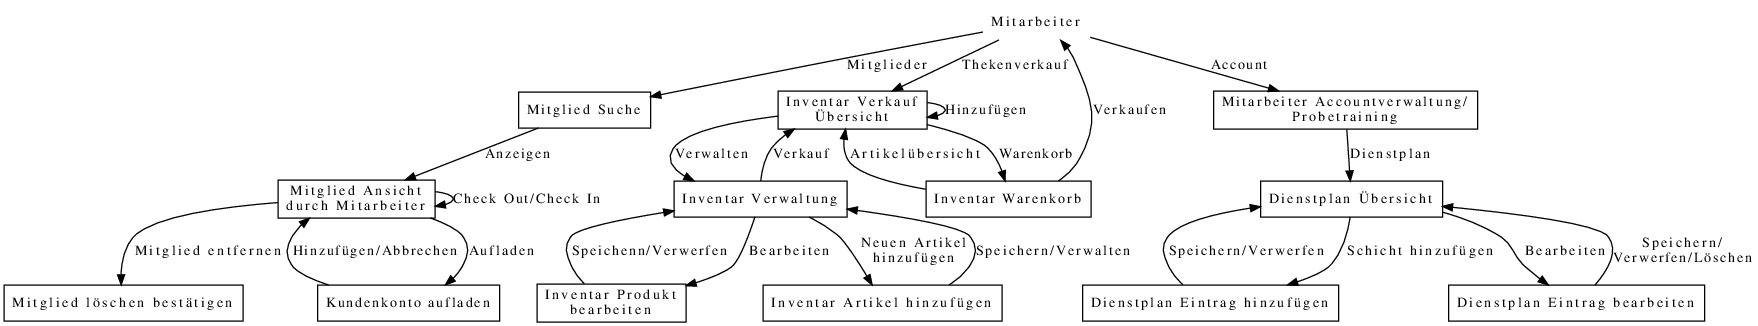 Mitarbeiter
Mitglieder
Thekenverkauf
Account
Mitglied Suche
Inventar Verkauf
Übersicht
Hinzufügen
Verkaufen
Mitarbeiter Accountverwaltung/
Probetraining
Anzeigen
Verwalten
Verkauf
Artikelübersicht
Warenkorb
Dienstplan
Mitglied Ansicht
durch Mitarbeiter
Check Out/Check In
Inventar Verwaltung
Inventar Warenkorb
Dienstplan Übersicht
Mitglied entfernen
Hinzufügen/Abbrechen
Aufladen
Speichenn/Verwerfen
Bearbeiten
Neuen Artikel
hinzufügen
Speichern/Verwalten
Speichern/Verwerfen
Schicht hinzufügen
Bearbeiten
Speichern/
Verwerfen/Löschen
Mitglied löschen bestätigen
Kundenkonto aufladen
Inventar Produkt
bearbeiten
Inventar Artikel hinzufügen
Dienstplan Eintrag hinzufügen
Dienstplan Eintrag bearbeiten